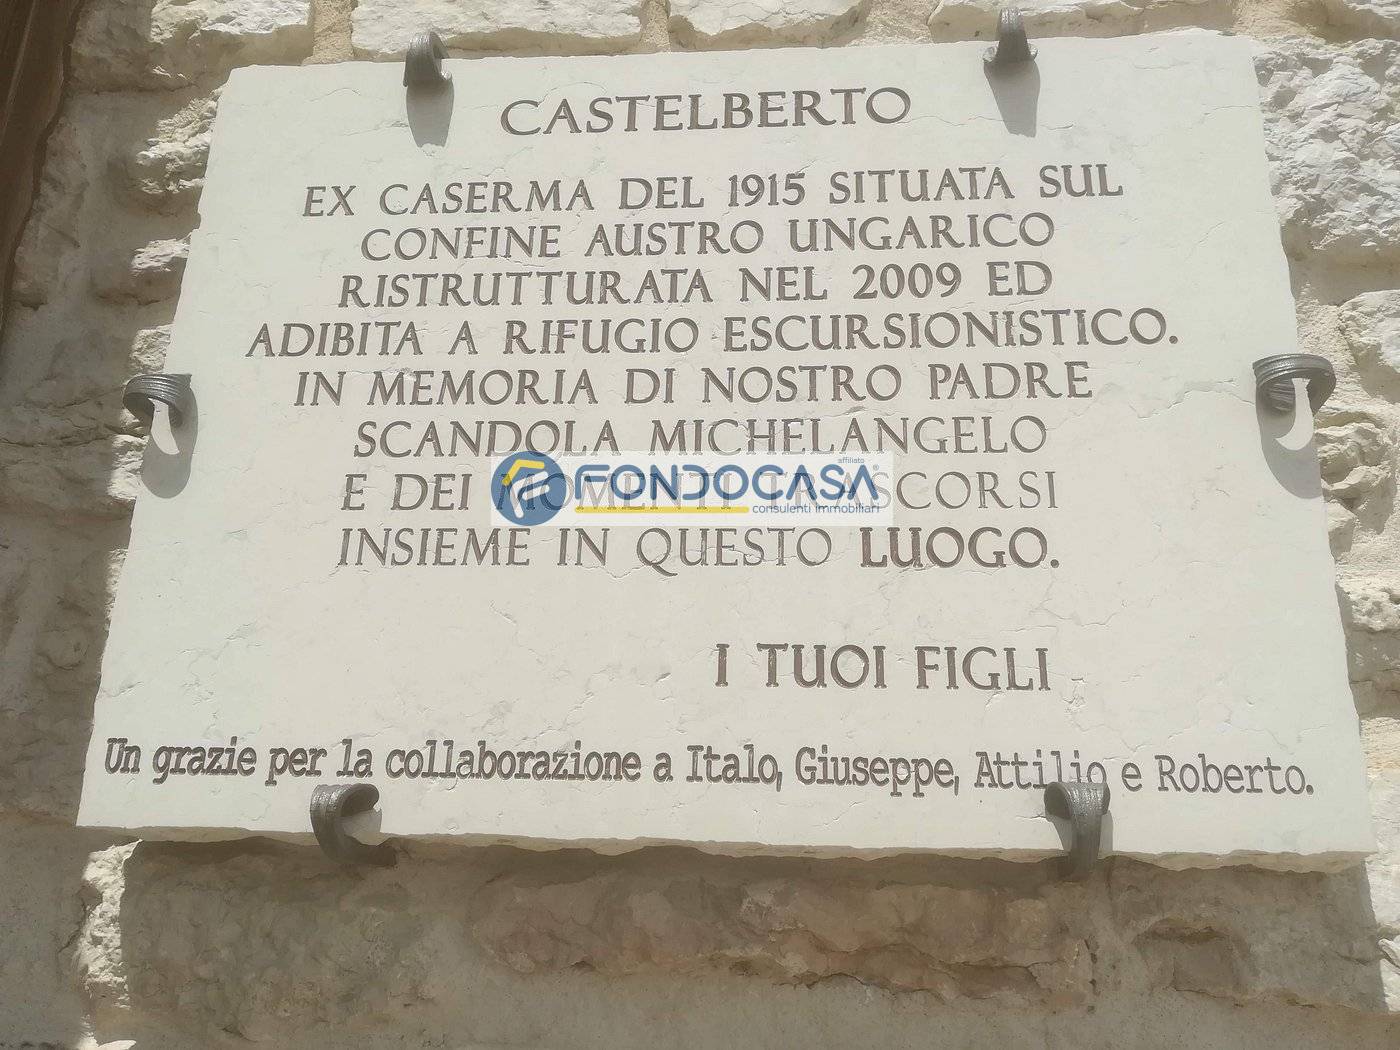 CASTELBERTO
EX CASERMA DEL 1915 SITUATA SUL
CONFINE AUSTRO UNGARICO
RISTRUTTURATA NEL 2009 ED
ADIBITA A RIFUGIO ESCURSIONISTICO.
IN MEMORIA DI NOSTRO PADRE
SCANDOLA MICHELANGELO
E DEI MOMENTI TRASCORSI
affiliato
FONDOCASA®
consulenti immobiliari
INSIEME IN QUESTO LUOGO.
I TUOI FIGLI
Un grazie per la collaborazione a Italo, Giuseppe, Attilio e Roberto.